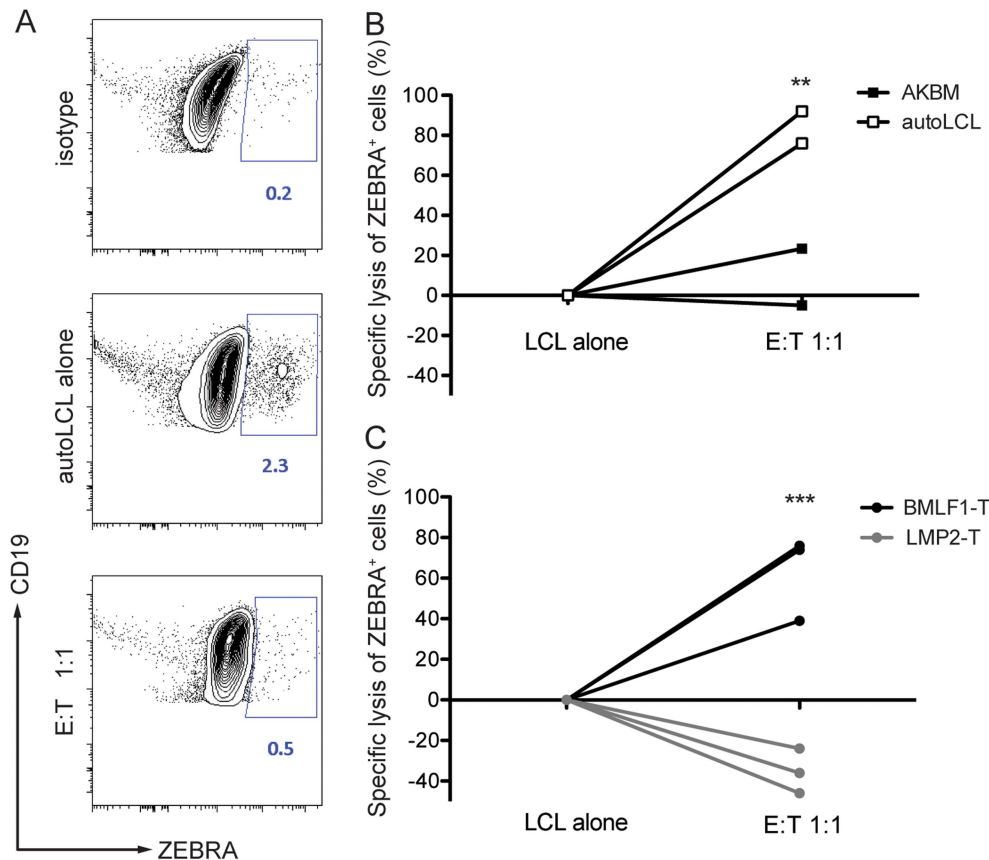 A
isotype
0.2
autoLCL alone
2.3
E:T 1:1
0.5
CD19
ZEBRA
B
Specific lysis of ZEBRA+ cells (%)
100
80
60
40
20
0
-20
-40
**
AKBM
autoLCL
LCL alone
E:T 1:1
C
Specific lysis of ZEBRA+ cells (%)
100
80
60
40
20
0
-20
-40
***
BMLF1-T
LMP2-T
LCL alone
E:T 1:1